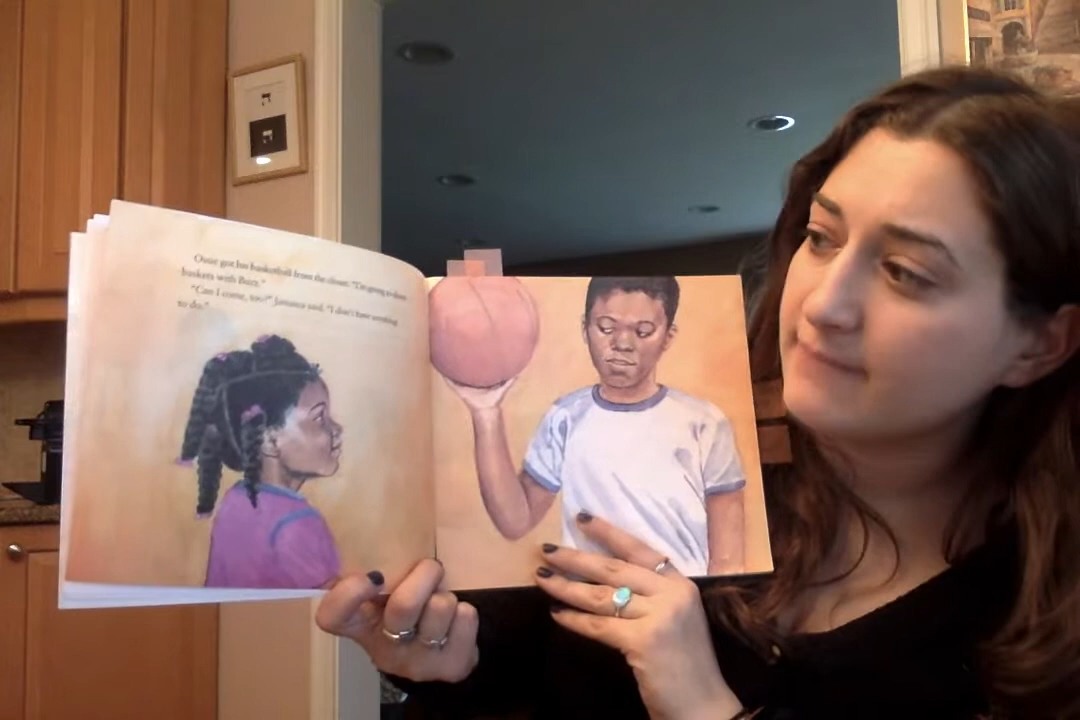 Ossie got his basketball from the closet. "I'm going to shoot
baskets with Buzz."
"Can I come, too?" Jamaica said. "I don't have anything
to do."